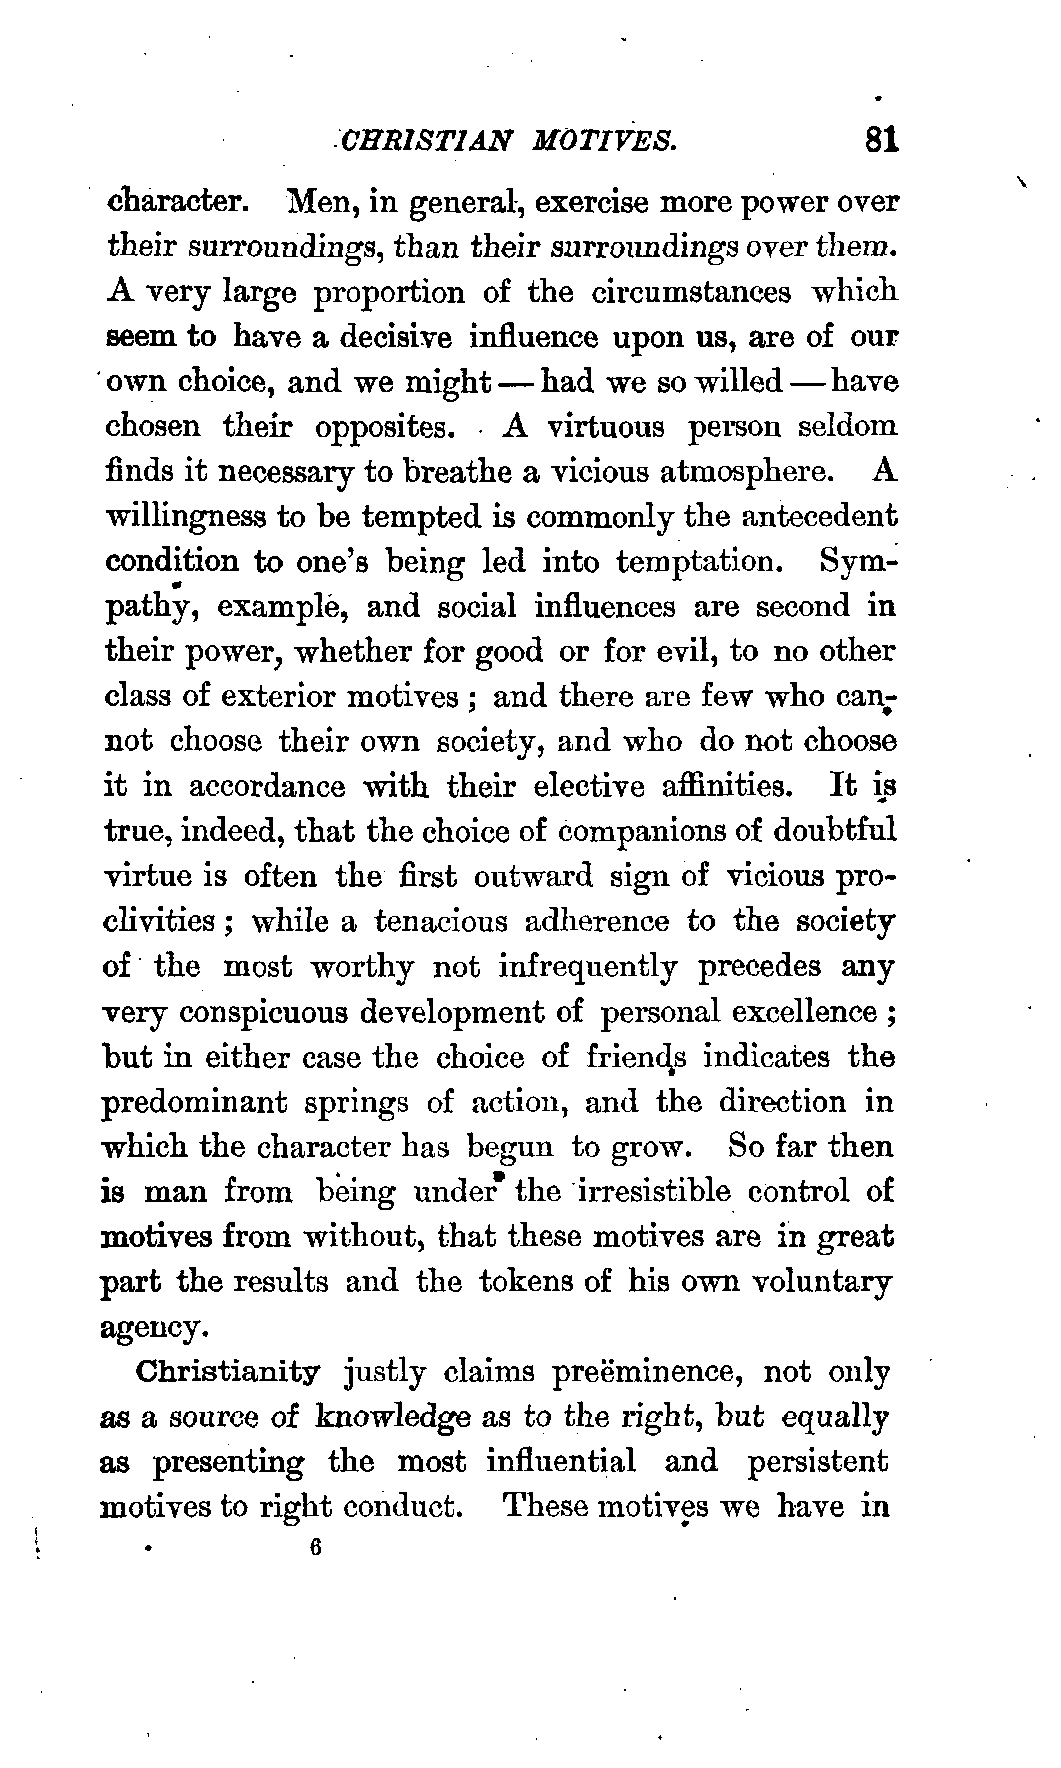 CHRISTIAN MOTIVES. 81
character. Men, in general, exercise more power over
their surroundings, than their surroundings over them.
A very large proportion of the circumstances which
seem to have a decisive influence upon us, are of our
own choice, and we might — had we so willed — have
chosen their opposites. A virtuous person seldom
finds it necessary to breathe a vicious atmosphere. A
willingness to be tempted is commonly the antecedent
condition to one's being led into temptation. Sym-
pathy, example, and social influences are second in
their power, whether for good or for evil, to no other
class of exterior motives ; and there are few who can-
not choose their own society, and who do not choose
it in accordance with their elective affinities. It is
true, indeed, that the choice of companions of doubtful
virtue is often the first outward sign of vicious pro-
clivities ; while a tenacious adherence to the society
of the most worthy not infrequently precedes any
very conspicuous development of personal excellence ;
but in either case the choice of friends indicates the
predominant springs of action, and the direction in
which the character has begun to grow. So far then
is man from being under the irresistible control of
motives from without, that these motives are in great
part the results and the tokens of his own voluntary
agency.
Christianity justly claims preëminence, not only
as a source of knowledge as to the right, but equally
as presenting the most influential and persistent
motives to right conduct. These motives we have in
6